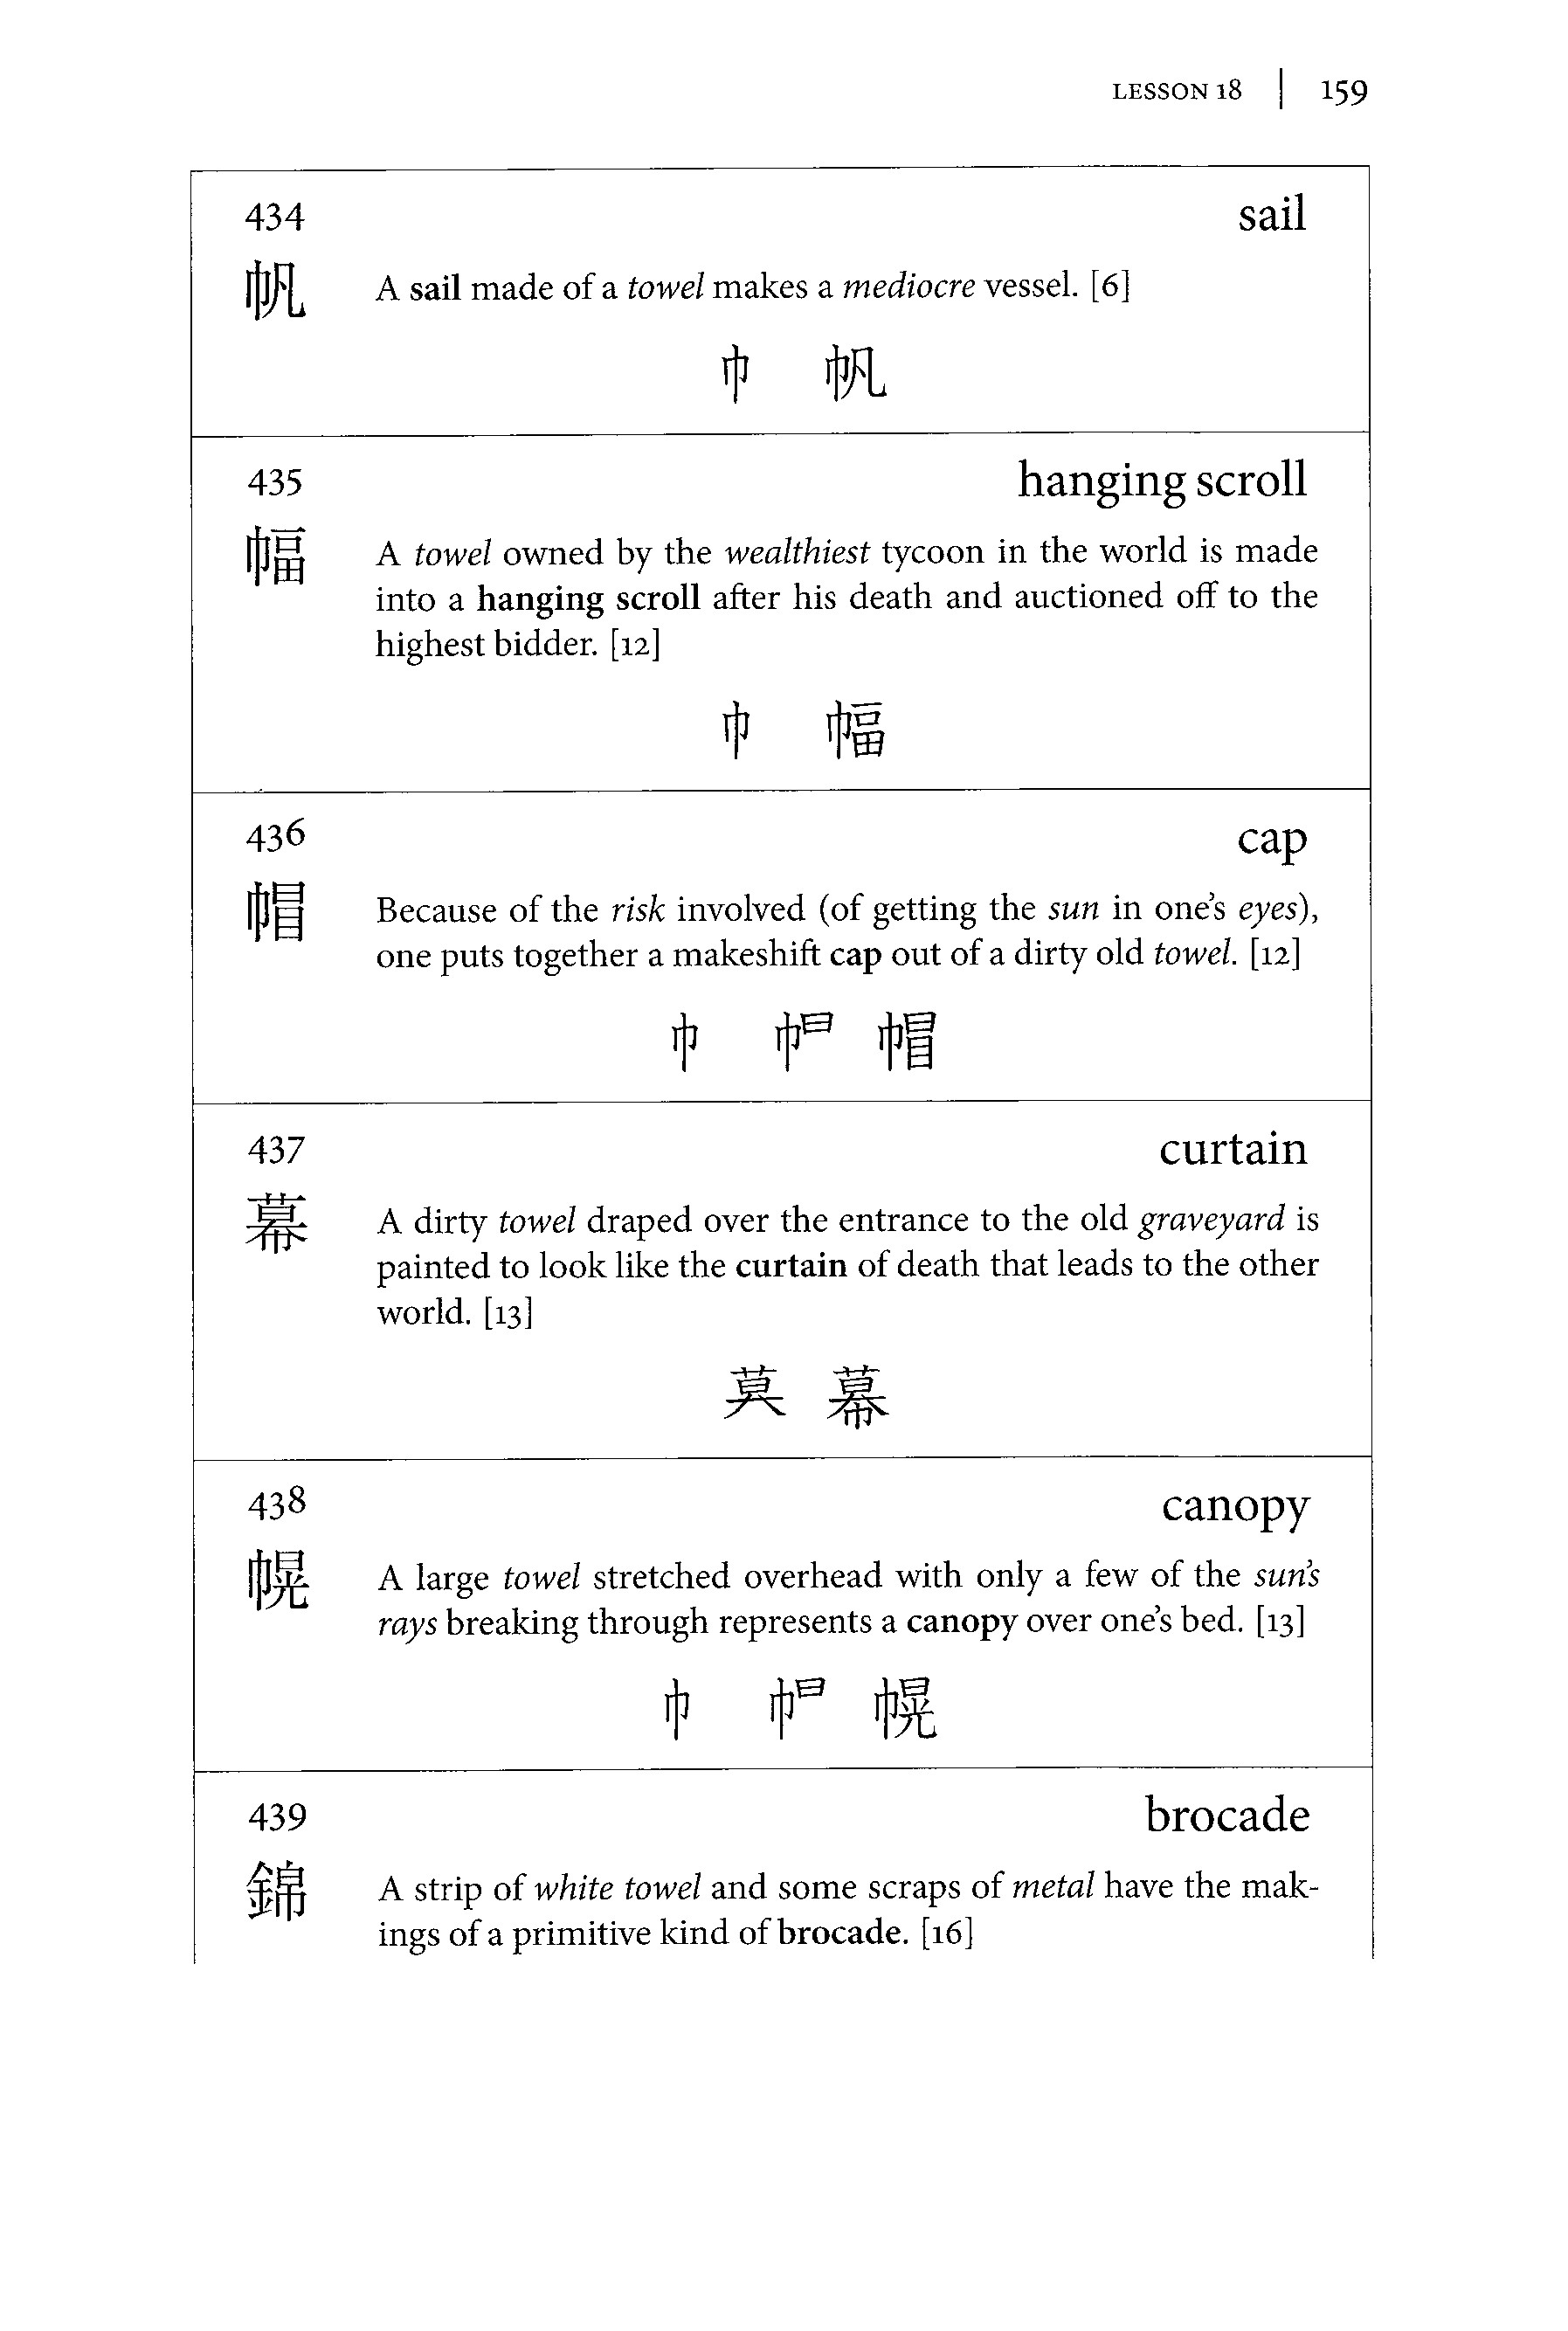 LESSON 18 | 159
434 sail
帆 A sail made of a towel makes a mediocre vessel. [6]
巾 帆
435 hanging scroll
幅 A towel owned by the wealthiest tycoon in the world is made
into a hanging scroll after his death and auctioned off to the
highest bidder. [12]
巾 幅
436 cap
帽 Because of the risk involved (of getting the sun in one's eyes),
one puts together a makeshift cap out of a dirty old towel. [12]
巾 帽
437 curtain
幕 A dirty towel draped over the entrance to the old graveyard is
painted to look like the curtain of death that leads to the other
world. [13]
莫 幕
438 canopy
幌 A large towel stretched overhead with only a few of the sun's
rays breaking through represents a canopy over one's bed. [13]
巾 幌
439 brocade
錦 A strip of white towel and some scraps of metal have the mak-
ings of a primitive kind of brocade. [16]